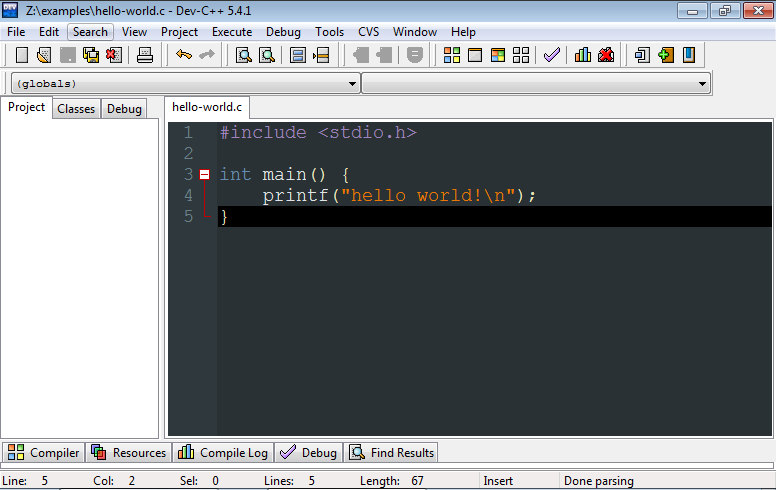 Z:\examples\hello-world.c - Dev-C++ 5.4.1
File Edit Search View Project Execute Debug Tools CVS Window Help
(globals)
Project Classes Debug hello-world.c
1 #include <stdio.h>
2
3 int main() {
4     printf("hello world!\n");
5 }
Compiler Resources Compile Log Debug Find Results
Line: 5 Col: 2 Sel: 0 Lines: 5 Length: 67 Insert Done parsing